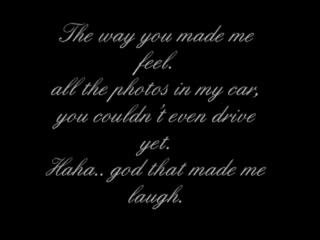 The way you made me
feel.
all the photos in my car,
you couldn't even drive
yet.
Haha.. god that made me
laugh.